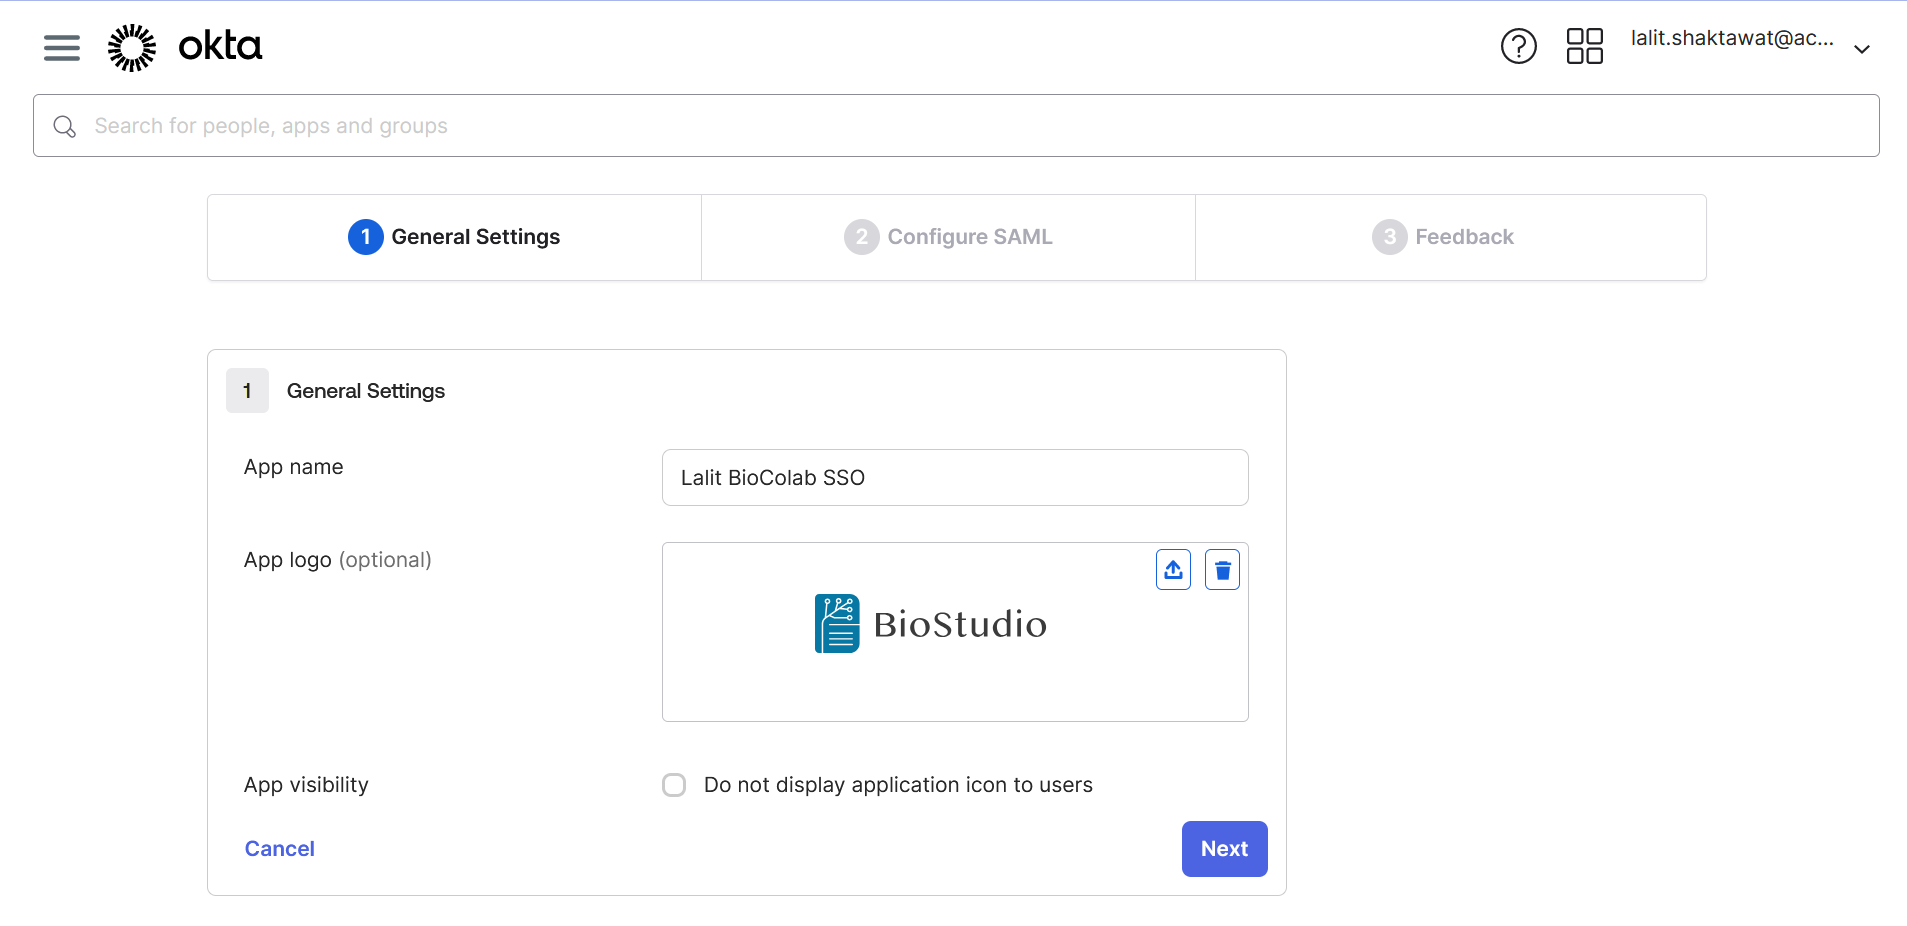 okta
lalit.shaktawat@ac...
Search for people, apps and groups
1 General Settings
2 Configure SAML
3 Feedback
1 General Settings
App name
Lalit BioColab SSO
App logo (optional)
BioStudio
App visibility
Do not display application icon to users
Cancel
Next